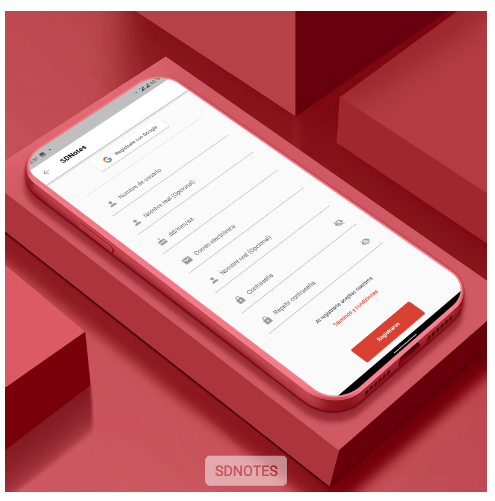 SDNotes
Registrarse con Google
Nombre de usuario
Nombre real (Opcional)
dd/mm/aa
Correo electrónico
Nombre real (Opcional)
Contraseña
Repetir contraseña
Al registrarte aceptas nuestros
Términos y condiciones
Registrarse
SDNOTES